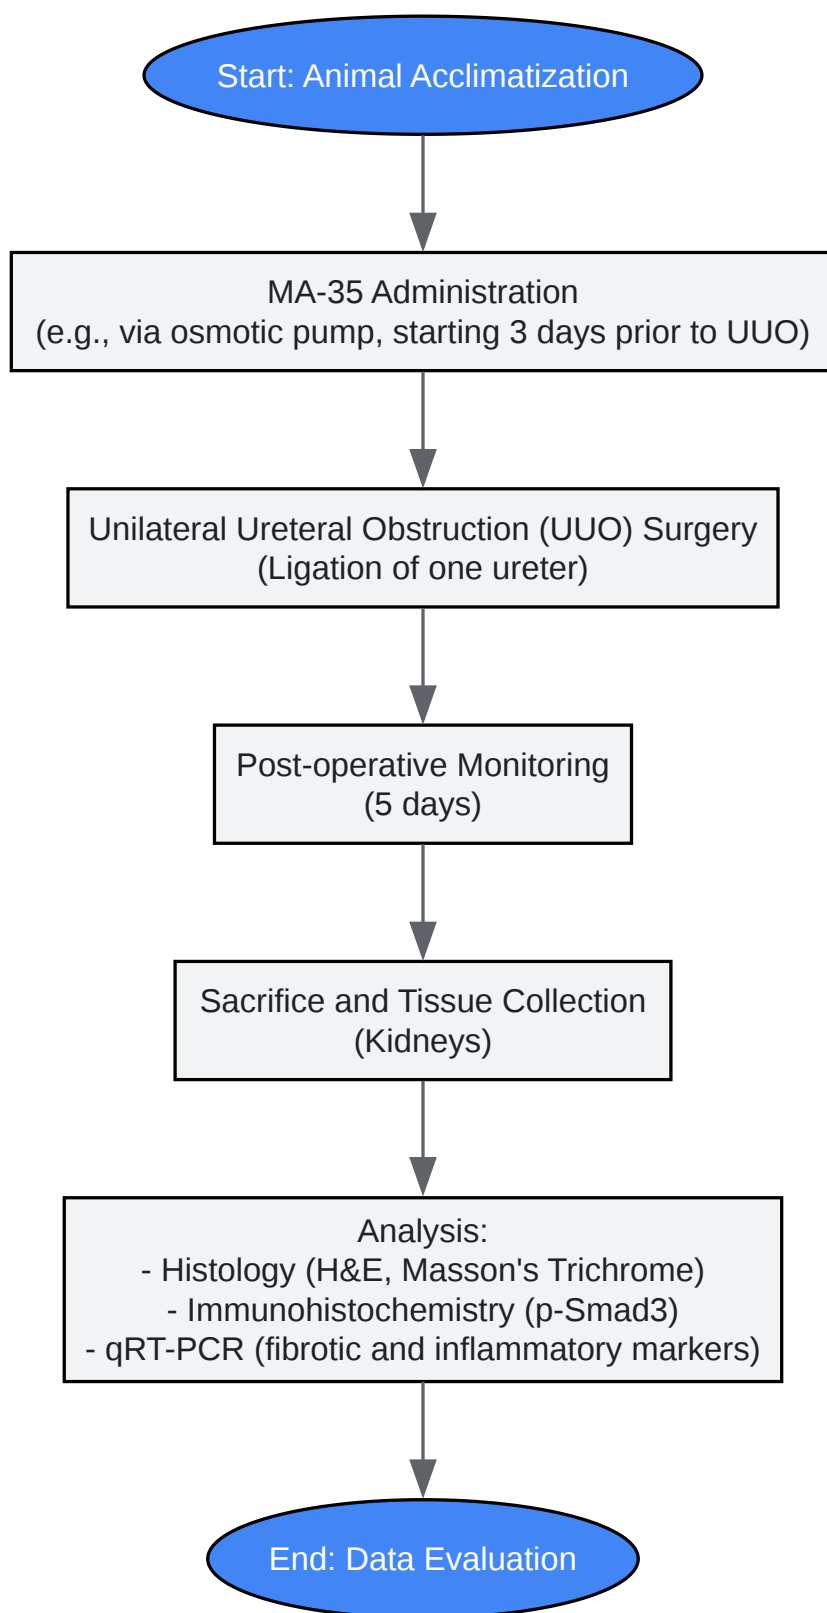 Start: Animal Acclimatization
MA-35 Administration
(e.g., via osmotic pump, starting 3 days prior to UUO)
Unilateral Ureteral Obstruction (UUO) Surgery
(Ligation of one ureter)
Post-operative Monitoring
(5 days)
Sacrifice and Tissue Collection
(Kidneys)
Analysis:
- Histology (H&E, Masson's Trichrome)
- Immunohistochemistry (p-Smad3)
- qRT-PCR (fibrotic and inflammatory markers)
End: Data Evaluation